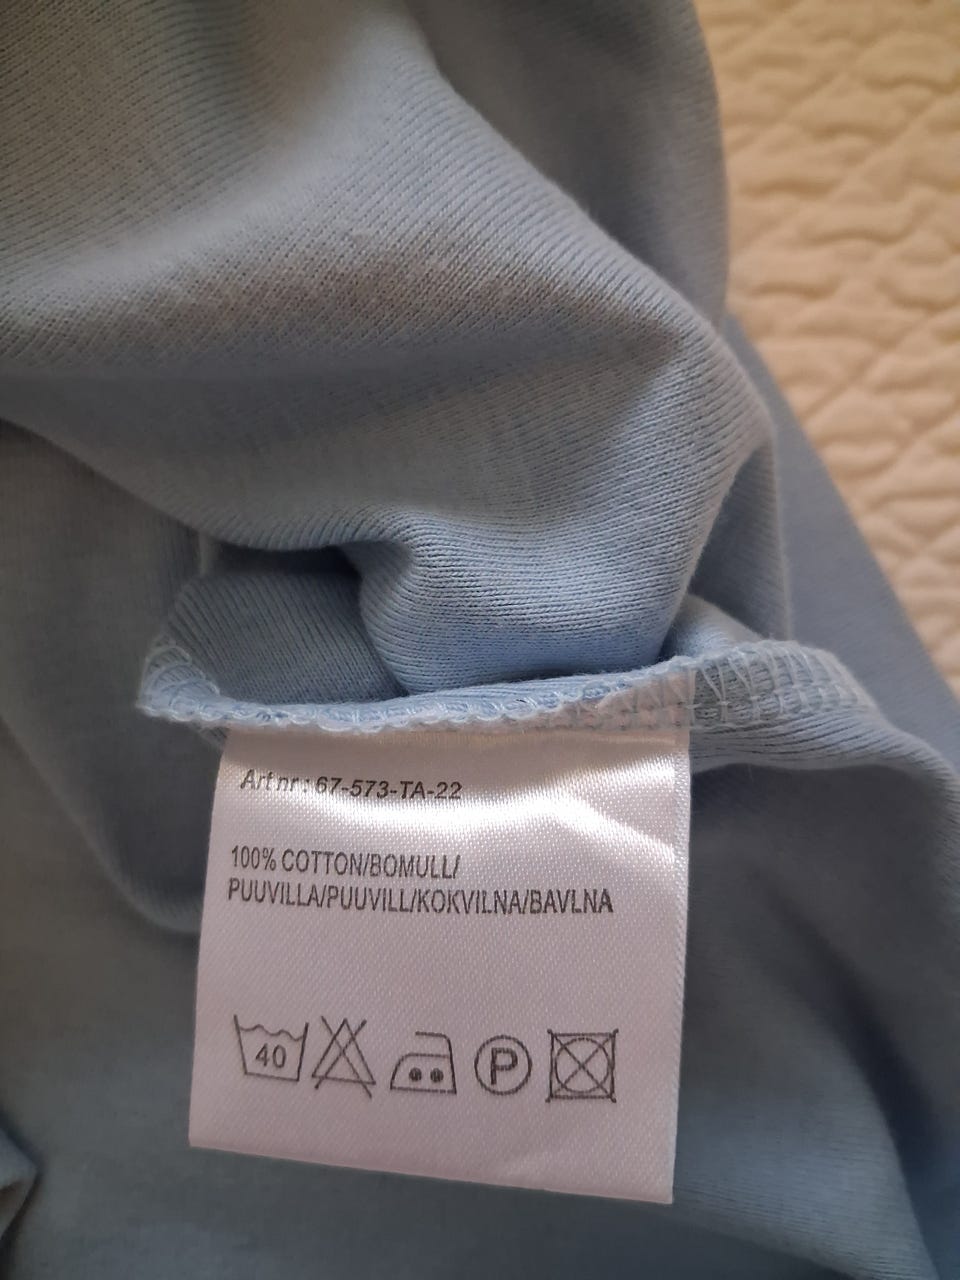 Art nr : 67-573-TA-22
100% COTTON/BOMULL/
PUUVILLA/PUUVILL/KOKVILNA/BAVLNA
40 P